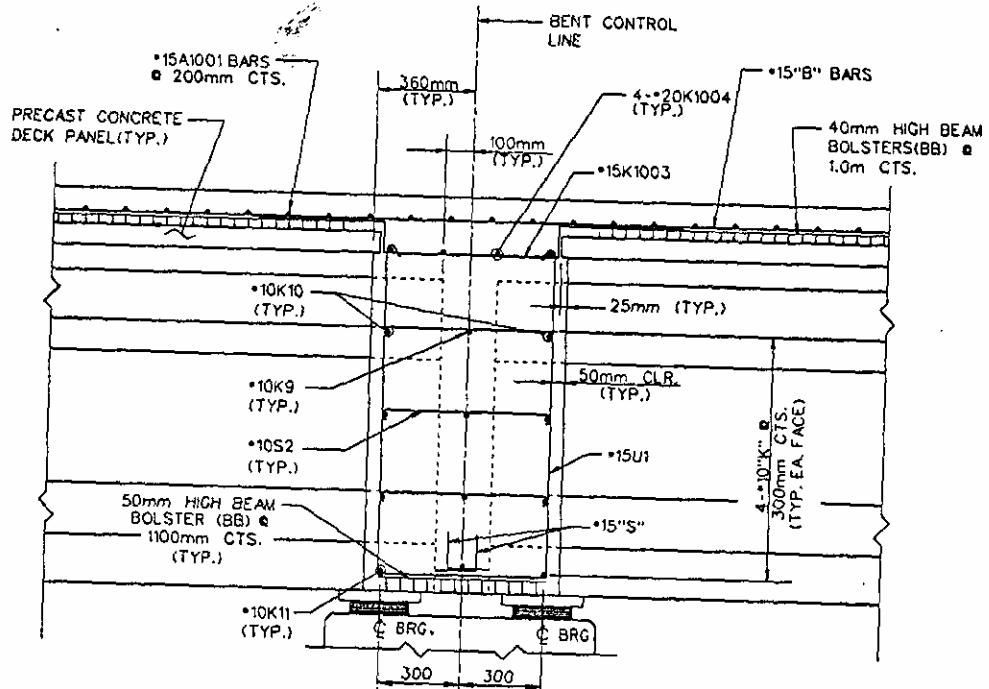 BENT CONTROL
LINE
•15A1001 BARS
@ 200mm CTS.
360mm
(TYP.)
•15"B" BARS
4-•20K1004
(TYP.)
PRECAST CONCRETE
DECK PANEL(TYP.)
100mm
(TYP.)
40mm HIGH BEAM
BOLSTERS(BB) @
1.0m CTS.
•15K1003
•10K10
(TYP.)
25mm (TYP.)
•10K9
(TYP.)
50mm CLR.
(TYP.)
•10S2
(TYP.)
•15U1
4-•10"K" @
300mm CTS.
(TYP. EA. FACE)
50mm HIGH BEAM
BOLSTER (BB) @
1100mm CTS.
(TYP.)
•15"S"
•10K11
(TYP.)
℄ BRG.
℄ BRG
300
300